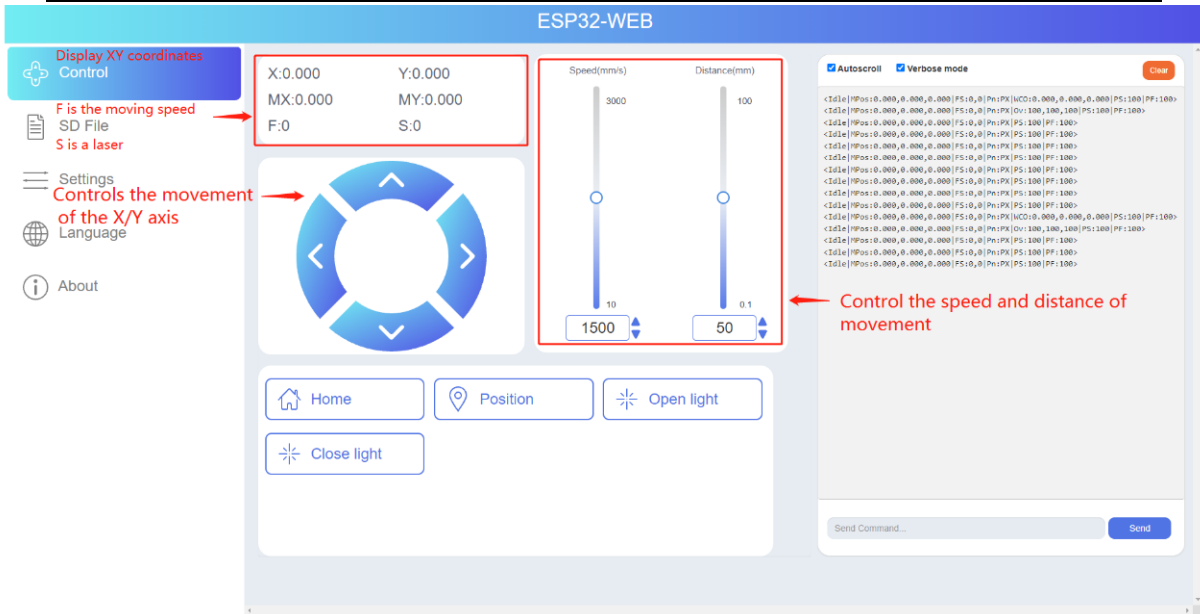 ESP32-WEB
Display XY coordinates
Control
F is the moving speed
SD File
S is a laser
Settings
Controls the movement
of the X/Y axis
Language
About
X:0.000 Y:0.000
MX:0.000 MY:0.000
F:0 S:0
Speed(mm/s) Distance(mm)
3000 100
10 0.1
1500 50
Control the speed and distance of
movement
Home Position Open light
Close light
Autoscroll Verbose mode Clear
<Idle|MPos:0.000,0.000,0.000|FS:0,0|Pn:PX|WCO:0.000,0.000,0.000|PS:100|PF:100>
<Idle|MPos:0.000,0.000,0.000|FS:0,0|Pn:PX|Ov:100,100,100|PS:100|PF:100>
<Idle|MPos:0.000,0.000,0.000|FS:0,0|Pn:PX|PS:100|PF:100>
<Idle|MPos:0.000,0.000,0.000|FS:0,0|Pn:PX|PS:100|PF:100>
<Idle|MPos:0.000,0.000,0.000|FS:0,0|Pn:PX|PS:100|PF:100>
<Idle|MPos:0.000,0.000,0.000|FS:0,0|Pn:PX|PS:100|PF:100>
<Idle|MPos:0.000,0.000,0.000|FS:0,0|Pn:PX|PS:100|PF:100>
<Idle|MPos:0.000,0.000,0.000|FS:0,0|Pn:PX|PS:100|PF:100>
<Idle|MPos:0.000,0.000,0.000|FS:0,0|Pn:PX|PS:100|PF:100>
<Idle|MPos:0.000,0.000,0.000|FS:0,0|Pn:PX|PS:100|PF:100>
<Idle|MPos:0.000,0.000,0.000|FS:0,0|Pn:PX|WCO:0.000,0.000,0.000|PS:100|PF:100>
<Idle|MPos:0.000,0.000,0.000|FS:0,0|Pn:PX|Ov:100,100,100|PS:100|PF:100>
<Idle|MPos:0.000,0.000,0.000|FS:0,0|Pn:PX|PS:100|PF:100>
<Idle|MPos:0.000,0.000,0.000|FS:0,0|Pn:PX|PS:100|PF:100>
<Idle|MPos:0.000,0.000,0.000|FS:0,0|Pn:PX|PS:100|PF:100>
Send Command... Send